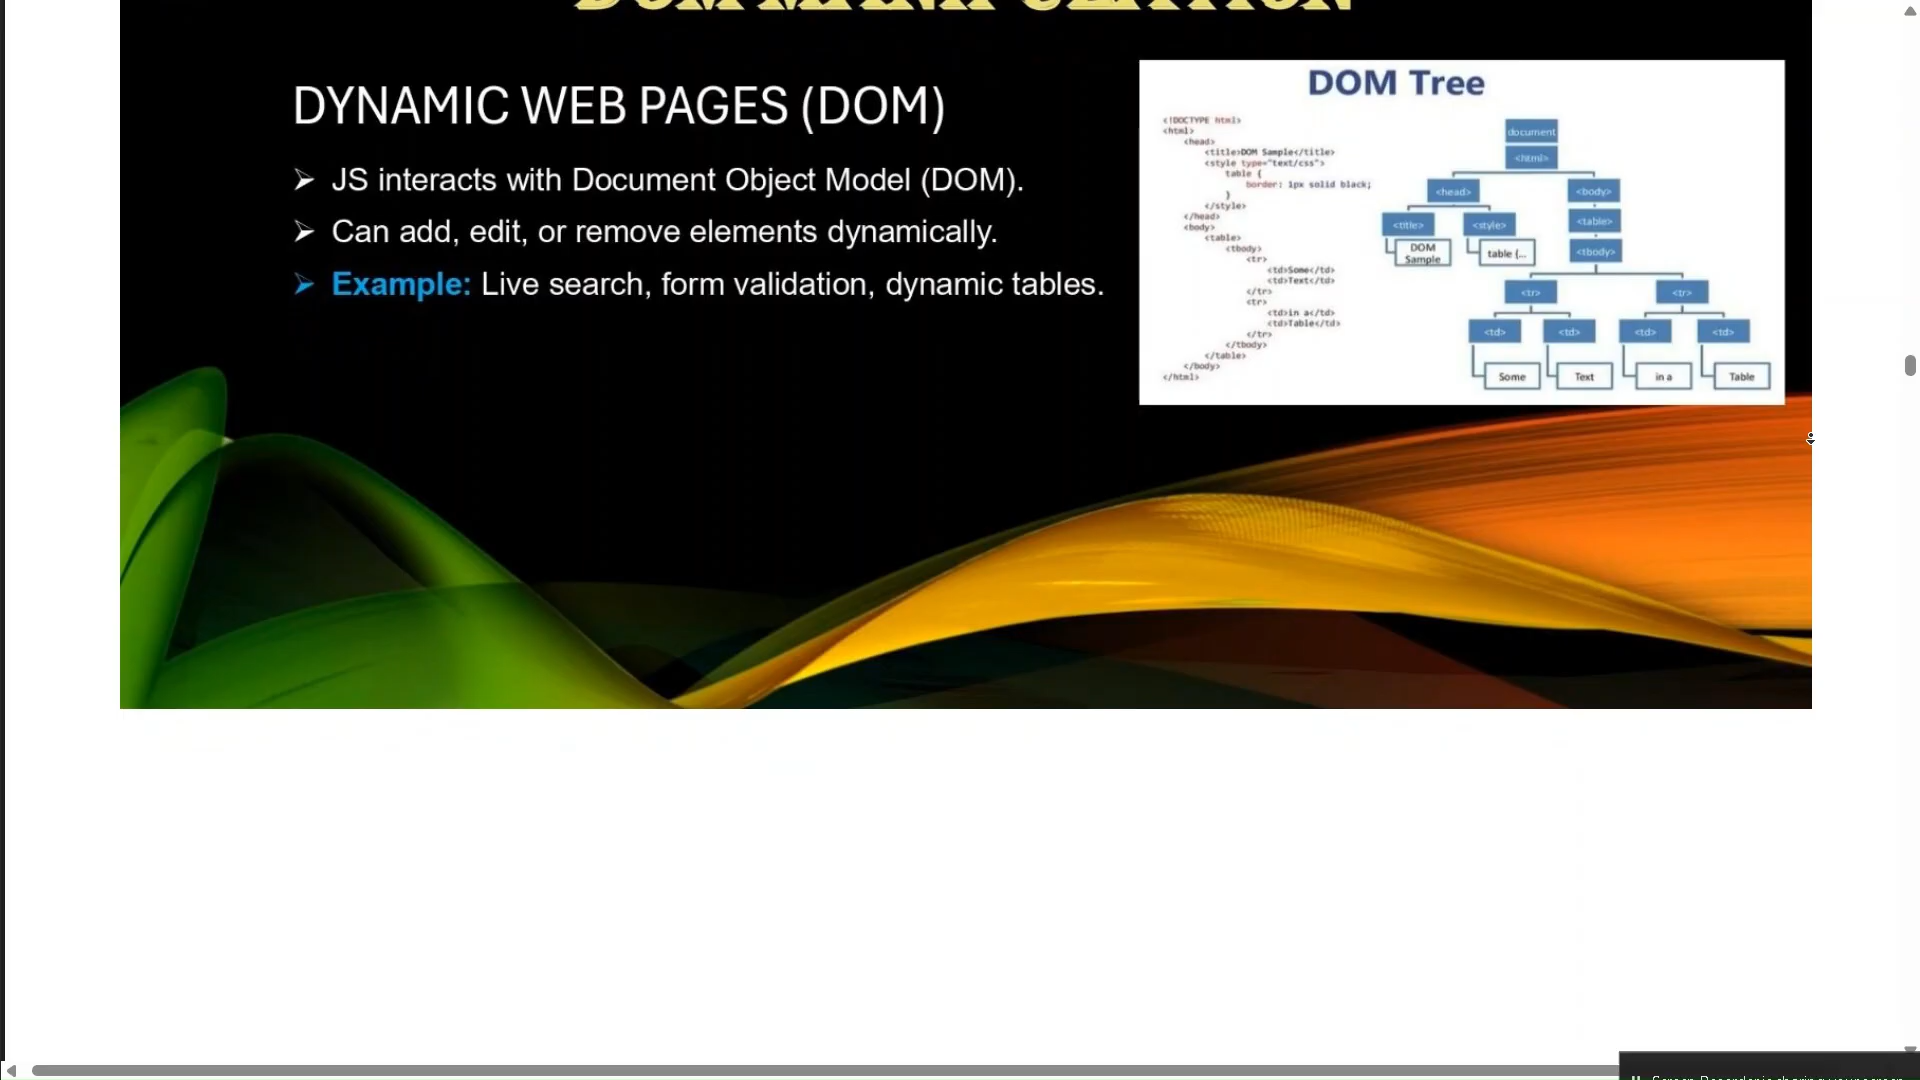 DOM MANIPULATION
DYNAMIC WEB PAGES (DOM)
➢ JS interacts with Document Object Model (DOM).
➢ Can add, edit, or remove elements dynamically.
➢ Example: Live search, form validation, dynamic tables.
DOM Tree
<!DOCTYPE html>
<html>
<head>
<title>DOM Sample</title>
<style type="text/css">
table {
border: 1px solid black;
}
</style>
</head>
<body>
<table>
<tbody>
<tr>
<td>Some</td>
<td>Text</td>
</tr>
<tr>
<td>in a</td>
<td>Table</td>
</tr>
</tbody>
</table>
</body>
</html>
document
<html>
<head> <body>
<title> <style> <table>
DOM
Sample
table {... <tbody>
<tr> <tr>
<td> <td> <td> <td>
Some Text in a Table